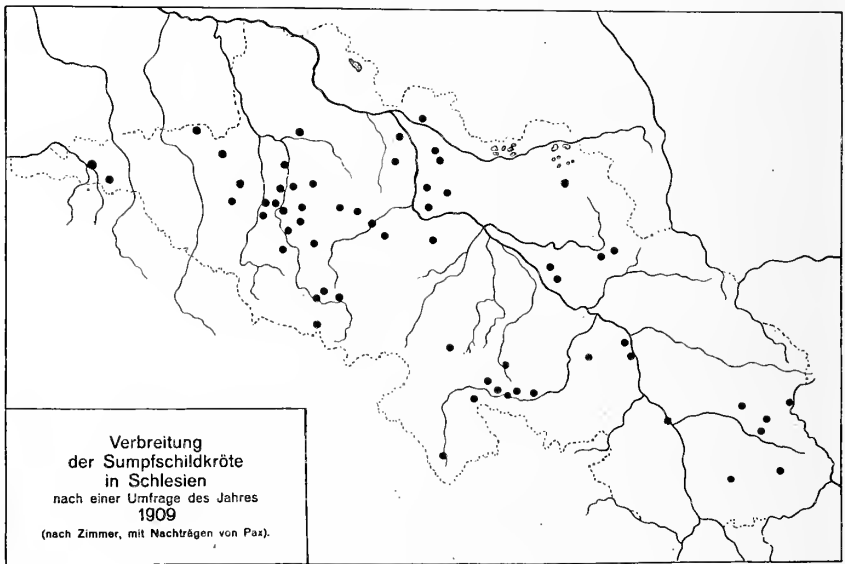 Verbreitung
der Sumpfschildkröte
in Schlesien
nach einer Umfrage des Jahres
1909
(nach Zimmer, mit Nachträgen von Pax).